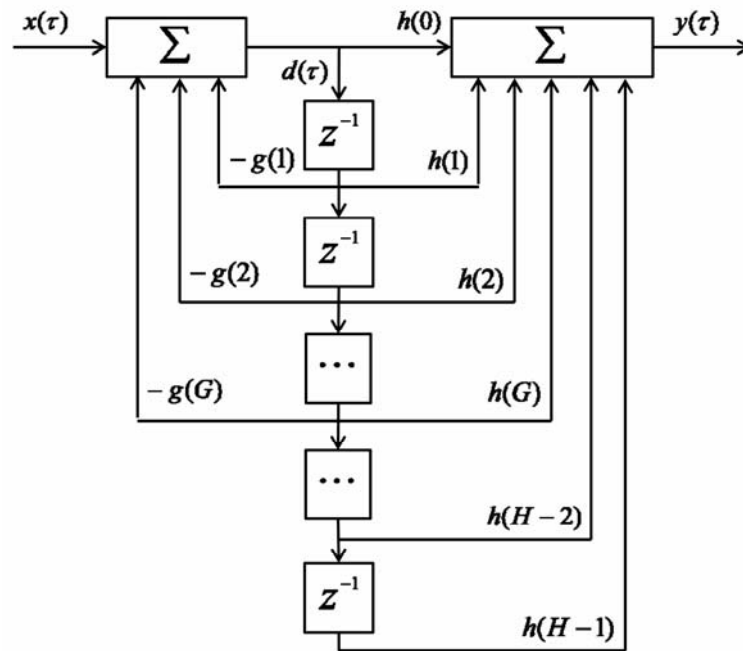 x(τ) Σ h(0) Σ y(τ)
d(τ)
z⁻¹
− g(1) h(1)
z⁻¹
− g(2) h(2)
...
− g(G) h(G)
...
h(H − 2)
z⁻¹
h(H − 1)